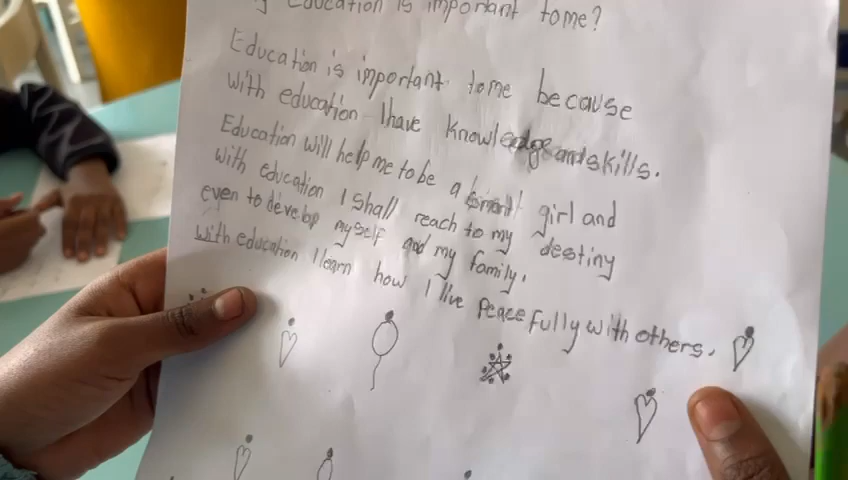 Education is important to me?
Education is important to me because
with education I have knowledge and skills.
Education will help me to be a smart girl and
with education I shall reach to my destiny
even to develop myself and my family.
with education I learn how I live Peace fully with others.